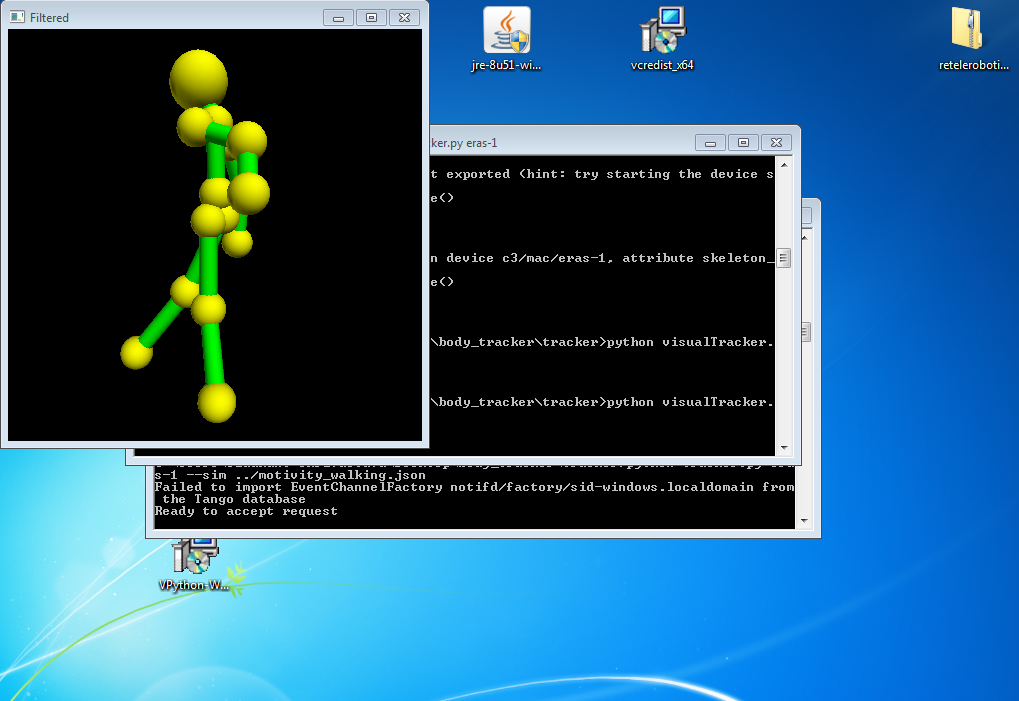 Filtered
jre-8u51-wi...
vcredist_x64
reteleroboti...
ker.py eras-1
t exported (hint: try starting the device s
e()
n device c3/mac/eras-1, attribute skeleton_
e()
\body_tracker\tracker>python visualTracker.
\body_tracker\tracker>python visualTracker.
s-1 --sim ../motivity_walking.json
Failed to import EventChannelFactory notifd/factory/sid-windows.localdomain from
the Tango database
Ready to accept request
VPython-W...